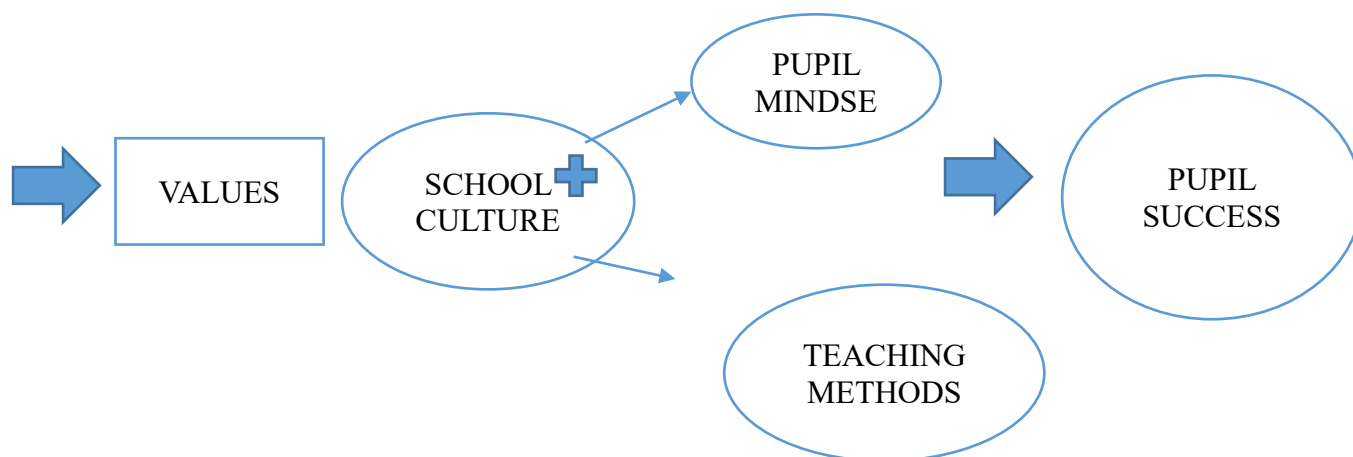 VALUES
SCHOOL
CULTURE
PUPIL
MINDSE
TEACHING
METHODS
PUPIL
SUCCESS